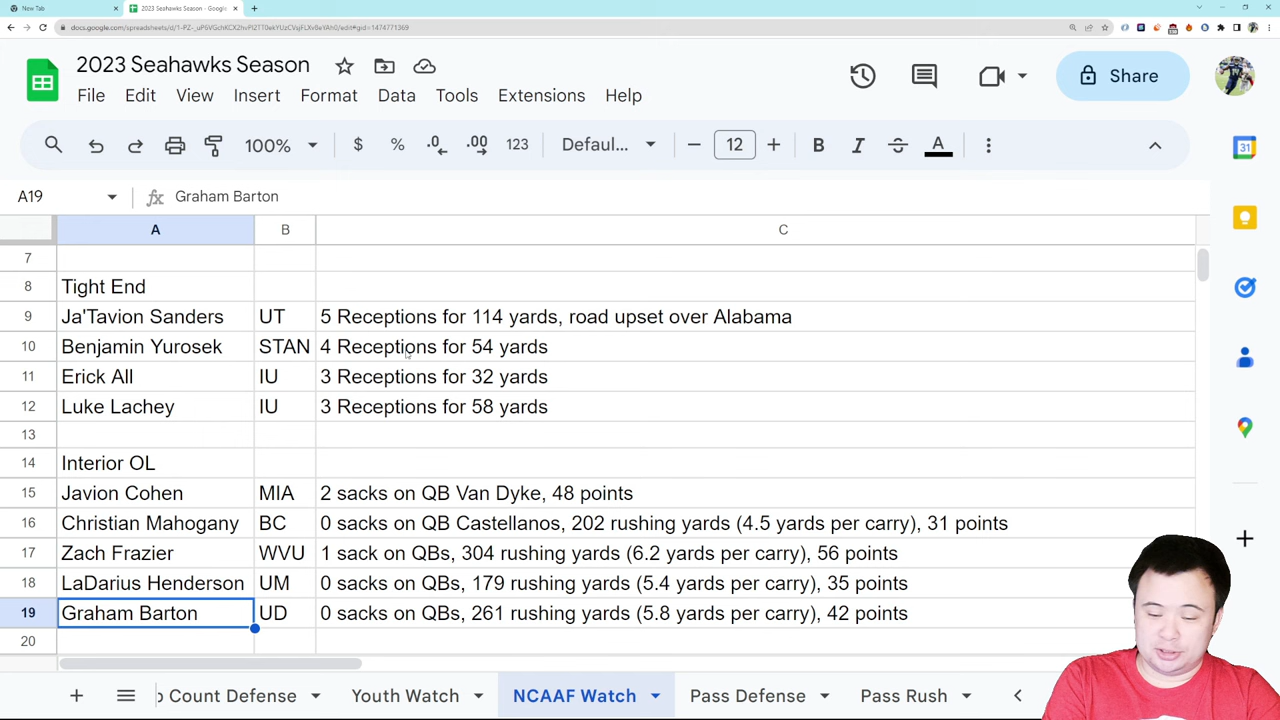 New Tab
2023 Seahawks Season - Google
2023 Seahawks Season
File Edit View Insert Format Data Tools Extensions Help
Share
100% $ % .0 .00 123 Defaul... 12 B I S A
A19 fx Graham Barton
A B C
7
8 Tight End
9 Ja'Tavion Sanders UT 5 Receptions for 114 yards, road upset over Alabama
10 Benjamin Yurosek STAN 4 Receptions for 54 yards
11 Erick All IU 3 Receptions for 32 yards
12 Luke Lachey IU 3 Receptions for 58 yards
13
14 Interior OL
15 Javion Cohen MIA 2 sacks on QB Van Dyke, 48 points
16 Christian Mahogany BC 0 sacks on QB Castellanos, 202 rushing yards (4.5 yards per carry), 31 points
17 Zach Frazier WVU 1 sack on QBs, 304 rushing yards (6.2 yards per carry), 56 points
18 LaDarius Henderson UM 0 sacks on QBs, 179 rushing yards (5.4 yards per carry), 35 points
19 Graham Barton UD 0 sacks on QBs, 261 rushing yards (5.8 yards per carry), 42 points
20
Count Defense Youth Watch NCAAF Watch Pass Defense Pass Rush
31